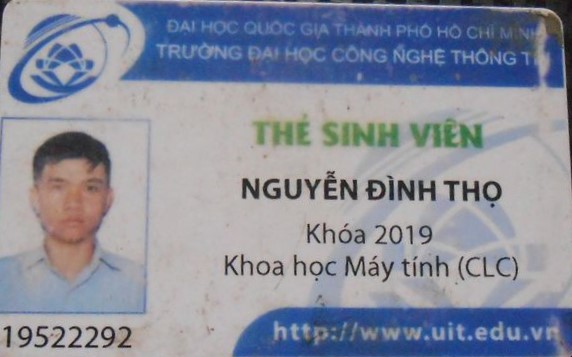 ĐẠI HỌC QUỐC GIA THÀNH PHỐ HỒ CHÍ MINH
TRƯỜNG ĐẠI HỌC CÔNG NGHỆ THÔNG TI
THẺ SINH VIÊN
NGUYỄN ĐÌNH THỌ
Khóa 2019
Khoa học Máy tính (CLC)
19522292
http://www.uit.edu.vn